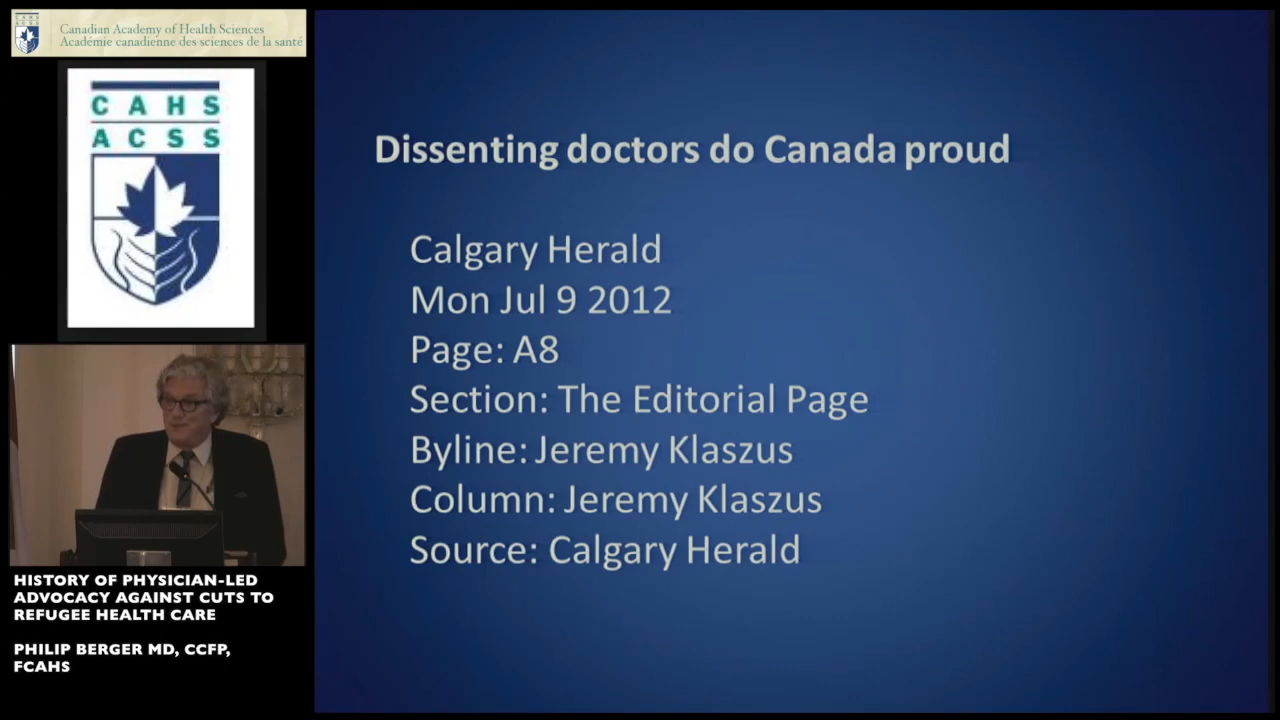 Canadian Academy of Health Sciences
Académie canadienne des sciences de la santé
CAHS
ACSS
HISTORY OF PHYSICIAN-LED
ADVOCACY AGAINST CUTS TO
REFUGEE HEALTH CARE
PHILIP BERGER MD, CCFP,
FCAHS
Dissenting doctors do Canada proud
Calgary Herald
Mon Jul 9 2012
Page: A8
Section: The Editorial Page
Byline: Jeremy Klaszus
Column: Jeremy Klaszus
Source: Calgary Herald